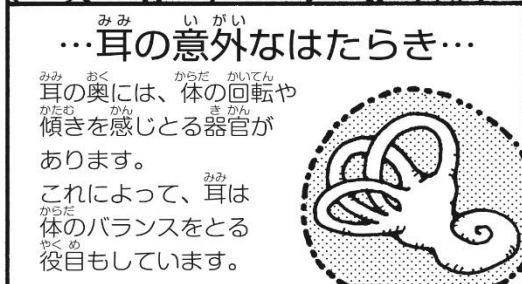 …耳の意外なはたらき…
耳の奥には、体の回転や
傾きを感じとる器官が
あります。
これによって、耳は
体のバランスをとる
役目もしています。